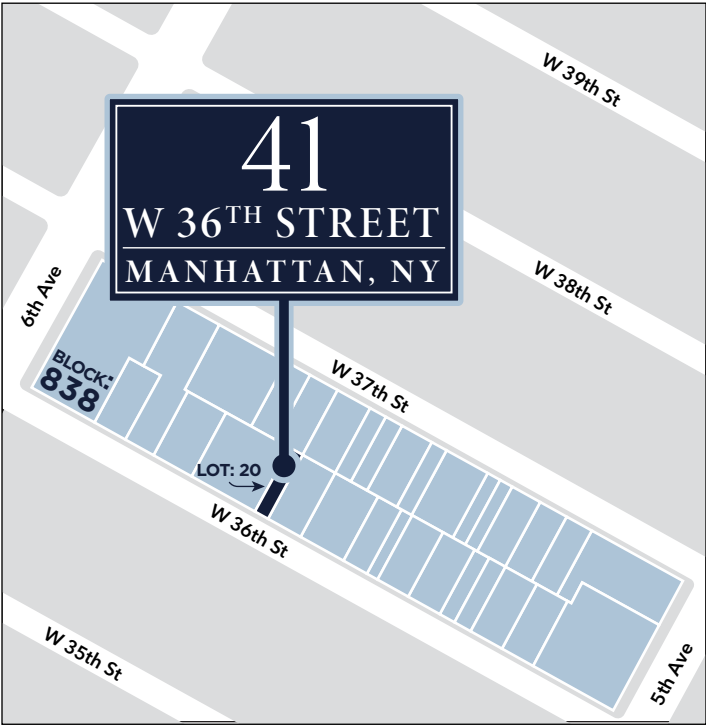 W 39th St
41
W 36TH STREET
MANHATTAN, NY
W 38th St
6th Ave
W 37th St
BLOCK:
838
LOT: 20
W 36th St
W 35th St
5th Ave